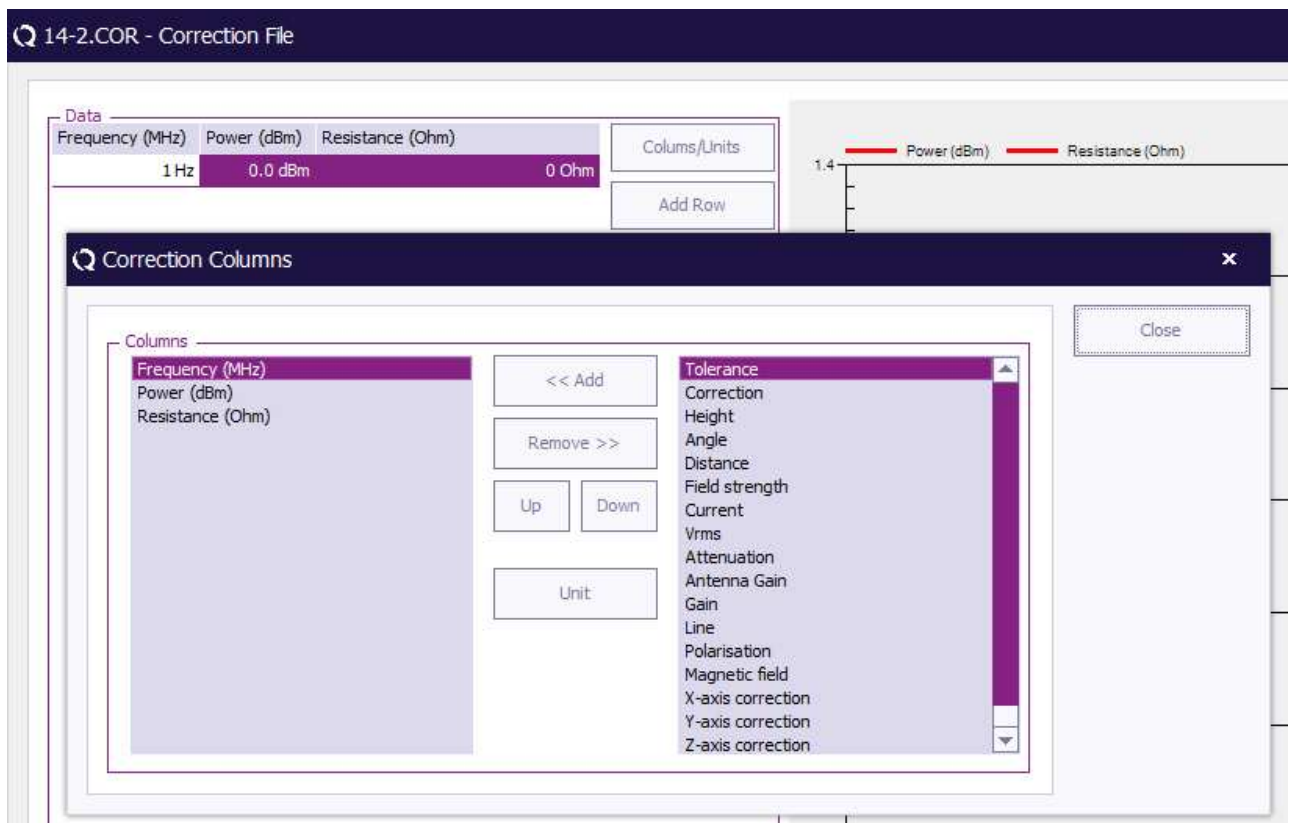 14-2.COR - Correction File
Data
Frequency (MHz) Power (dBm) Resistance (Ohm)
1 Hz 0.0 dBm 0 Ohm
Colums/Units
Add Row
Power (dBm) Resistance (Ohm)
1.4
Correction Columns
x
Close
Columns
Frequency (MHz)
Power (dBm)
Resistance (Ohm)
<< Add
Remove >>
Up Down
Unit
Tolerance
Correction
Height
Angle
Distance
Field strength
Current
Vrms
Attenuation
Antenna Gain
Gain
Line
Polarisation
Magnetic field
X-axis correction
Y-axis correction
Z-axis correction